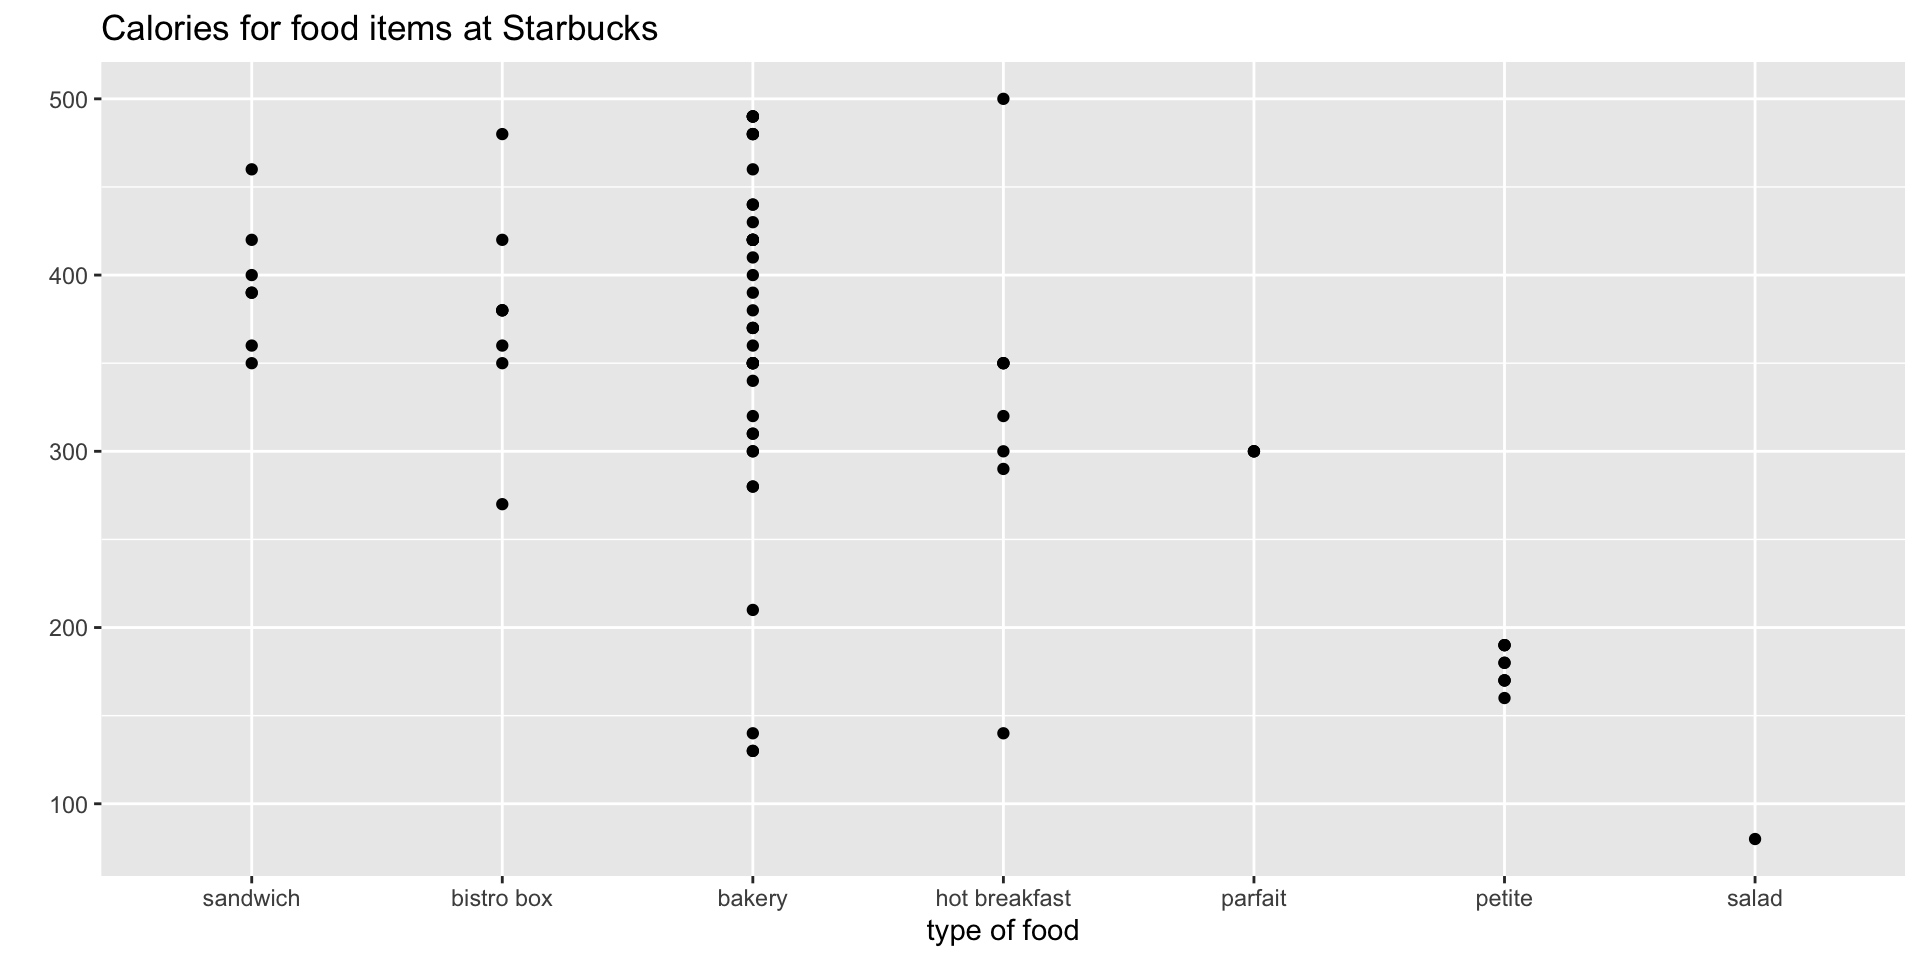 Calories for food items at Starbucks
500
400
300
200
100
sandwich bistro box bakery hot breakfast parfait petite salad
type of food